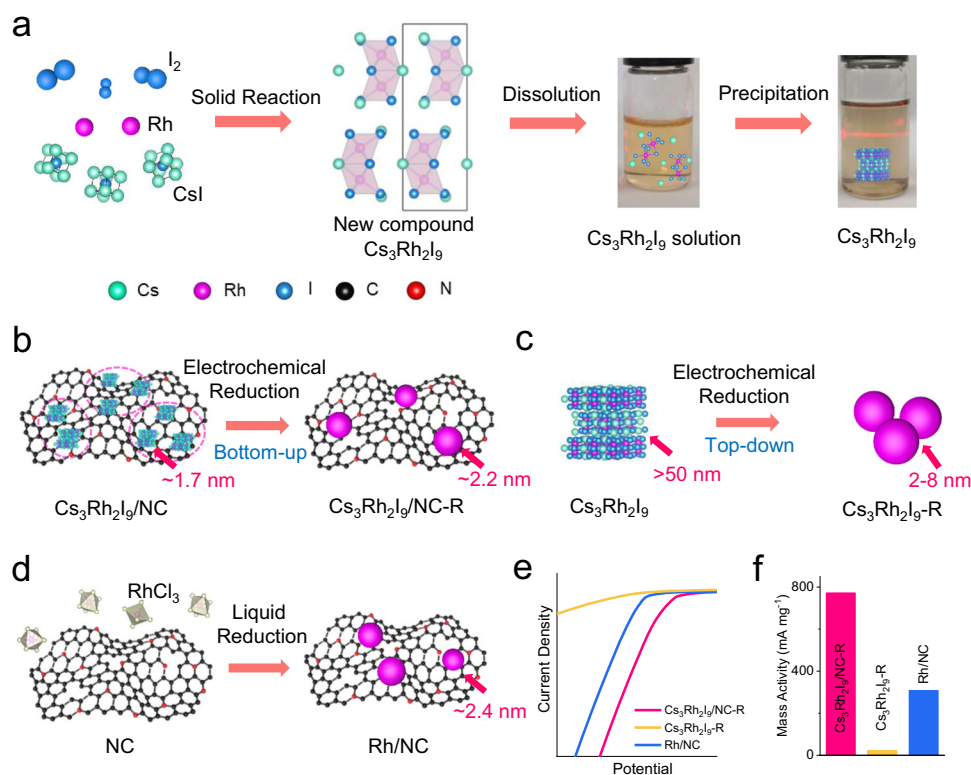 a
I₂
Rh
CsI
Solid Reaction
New compound
Cs₃Rh₂I₉
Dissolution
Cs₃Rh₂I₉ solution
Precipitation
Cs₃Rh₂I₉
Cs
Rh
I
C
N
b
Electrochemical
Reduction
Bottom-up
~1.7 nm
~2.2 nm
Cs₃Rh₂I₉/NC
Cs₃Rh₂I₉/NC-R
c
Electrochemical
Reduction
Top-down
>50 nm
2-8 nm
Cs₃Rh₂I₉
Cs₃Rh₂I₉-R
d
RhCl₃
Liquid
Reduction
~2.4 nm
NC
Rh/NC
e
Current Density
Cs₃Rh₂I₉/NC-R
Cs₃Rh₂I₉-R
Rh/NC
Potential
f
Mass Activity (mA mg⁻¹)
800
400
0
Cs₃Rh₂I₉/NC-R
Cs₃Rh₂I₉-R
Rh/NC